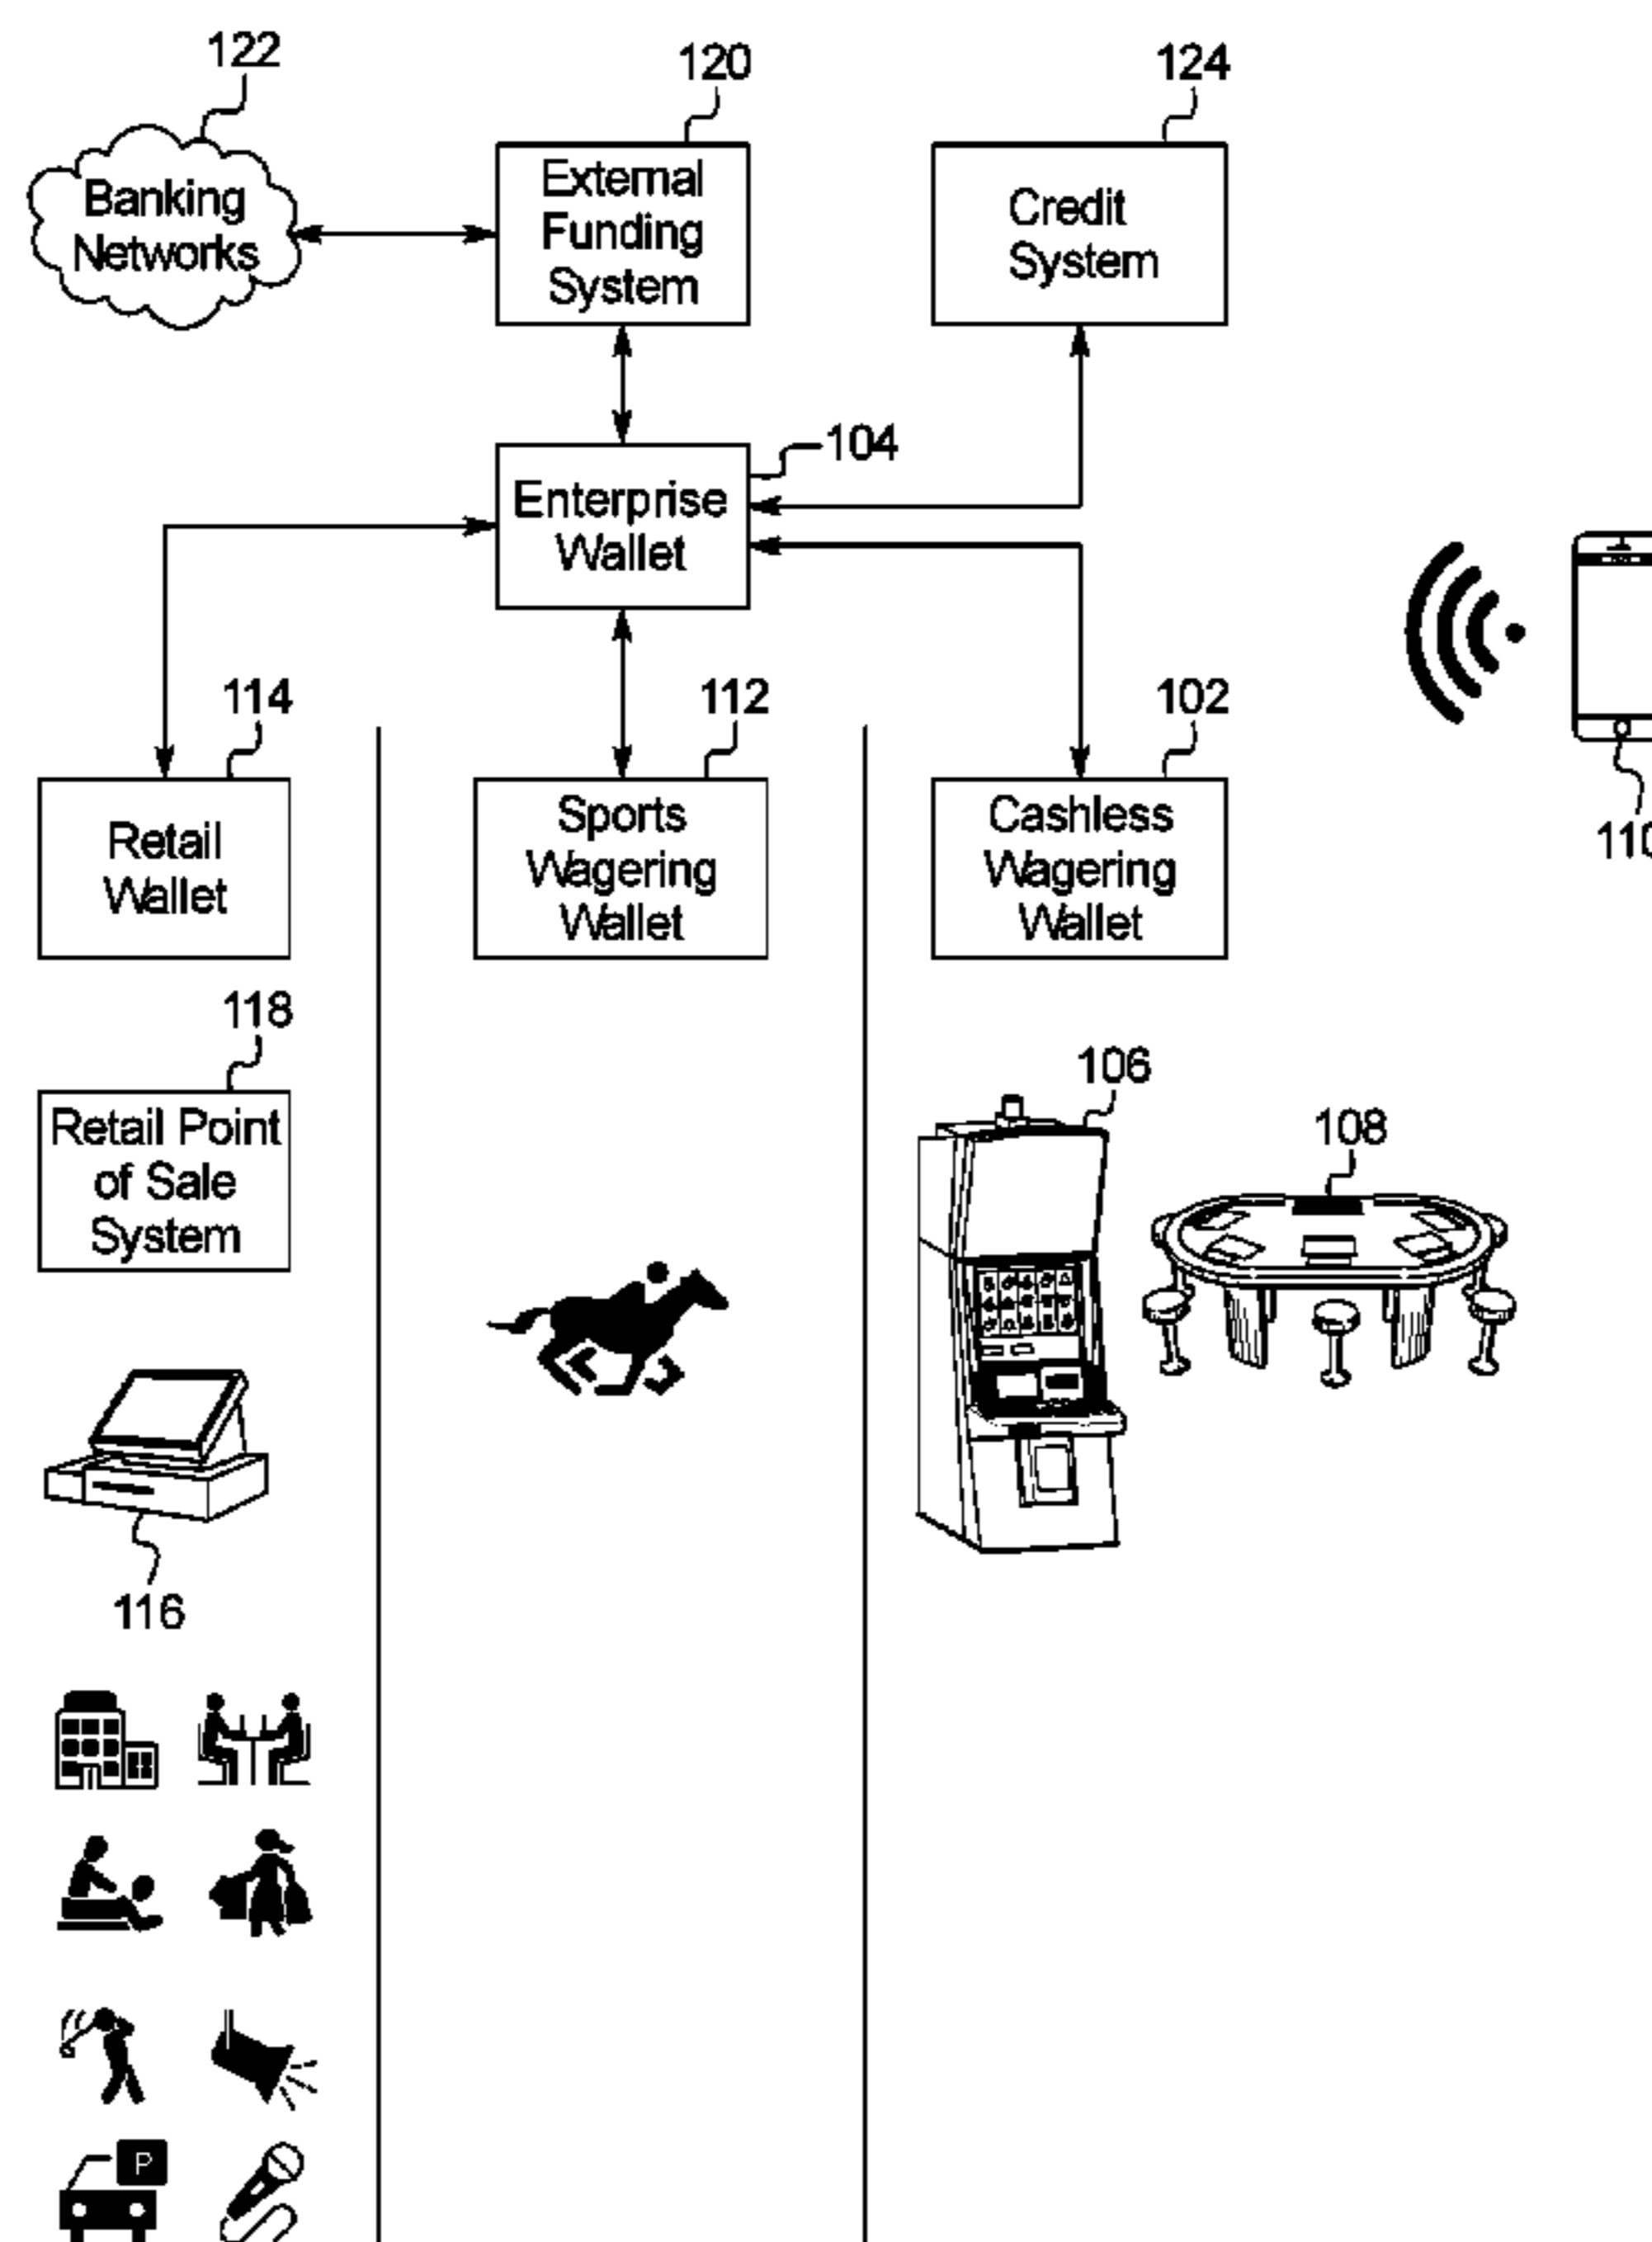 122
120
124
Banking
Networks
External
Funding
System
Credit
System
104
Enterprise
Wallet
114
112
102
Retail
Wallet
Sports
Wagering
Wallet
Cashless
Wagering
Wallet
110
118
Retail Point
of Sale
System
106
108
116
P